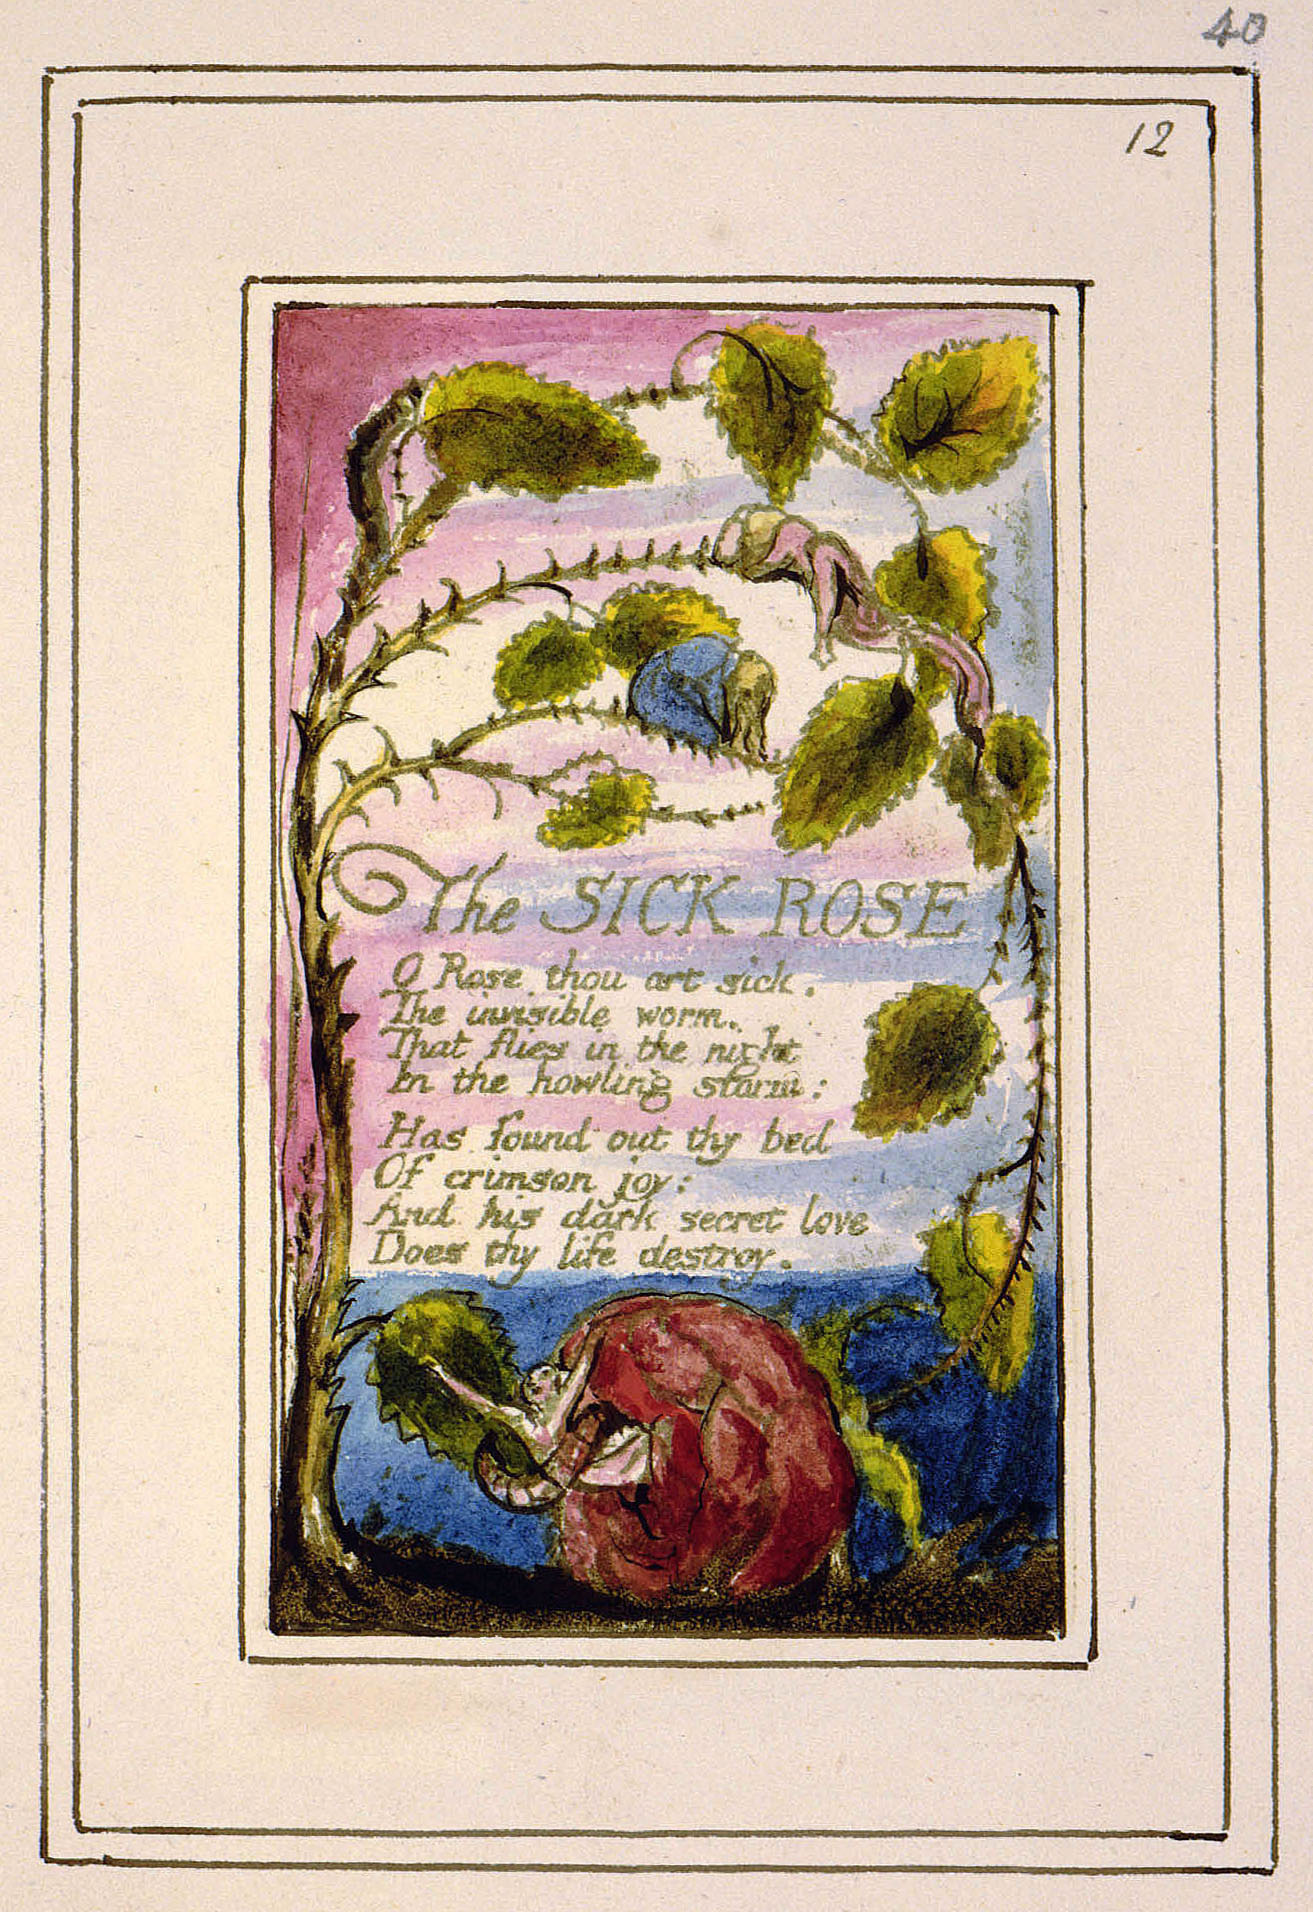 40
12
The SICK ROSE
O Rose thou art sick.
The invisible worm.
That flies in the night
In the howling storm:
Has found out thy bed
Of crimson joy:
And his dark secret love
Does thy life destroy.